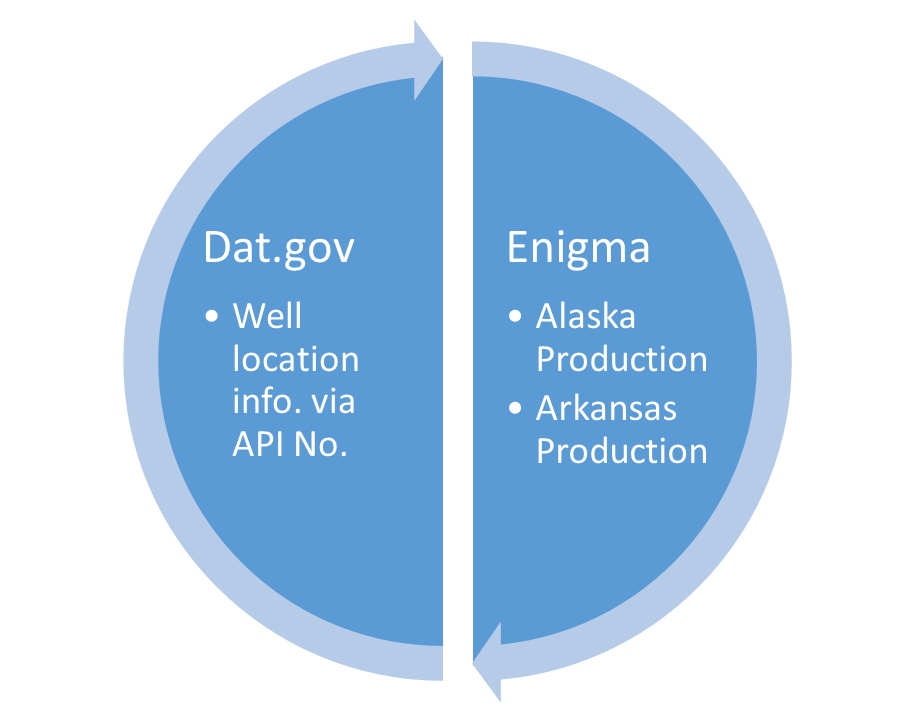 Dat.gov
• Well
location
info. via
API No.
Enigma
• Alaska
Production
• Arkansas
Production